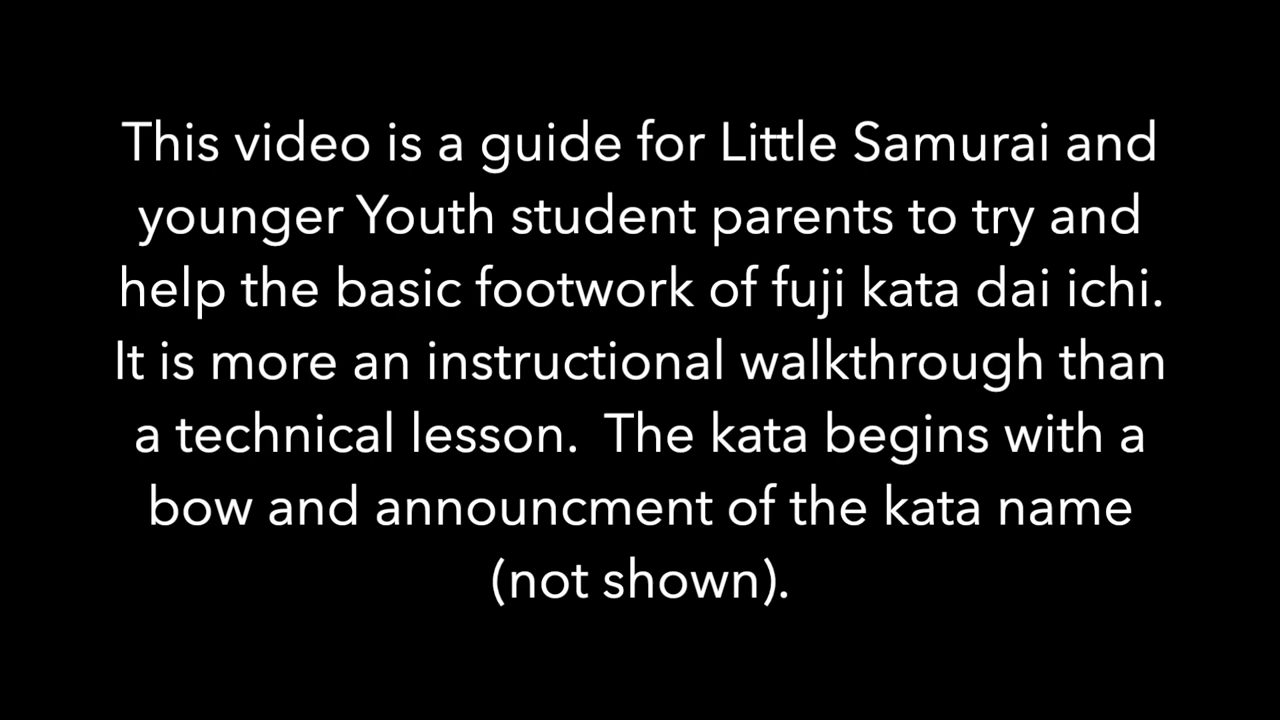 This video is a guide for Little Samurai and
younger Youth student parents to try and
help the basic footwork of fuji kata dai ichi.
It is more an instructional walkthrough than
a technical lesson.  The kata begins with a
bow and announcment of the kata name
(not shown).